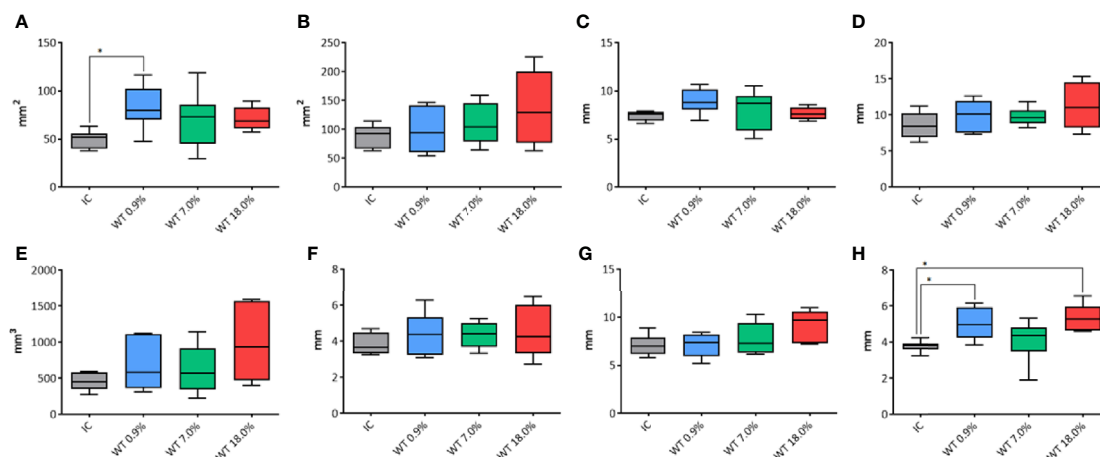 A
150
100
50
0
mm²
*
IC
WT 0.9%
WT 7.0%
WT 18.0%
B
250
200
150
100
50
0
mm²
IC
WT 0.9%
WT 7.0%
WT 18.0%
C
15
10
5
0
mm
IC
WT 0.9%
WT 7.0%
WT 18.0%
D
20
15
10
5
0
mm
IC
WT 0.9%
WT 7.0%
WT 18.0%
E
2000
1500
1000
500
0
mm³
IC
WT 0.9%
WT 7.0%
WT 18.0%
F
8
6
4
2
0
mm
IC
WT 0.9%
WT 7.0%
WT 18.0%
G
15
10
5
0
mm
IC
WT 0.9%
WT 7.0%
WT 18.0%
H
8
6
4
2
0
mm
*
*
IC
WT 0.9%
WT 7.0%
WT 18.0%